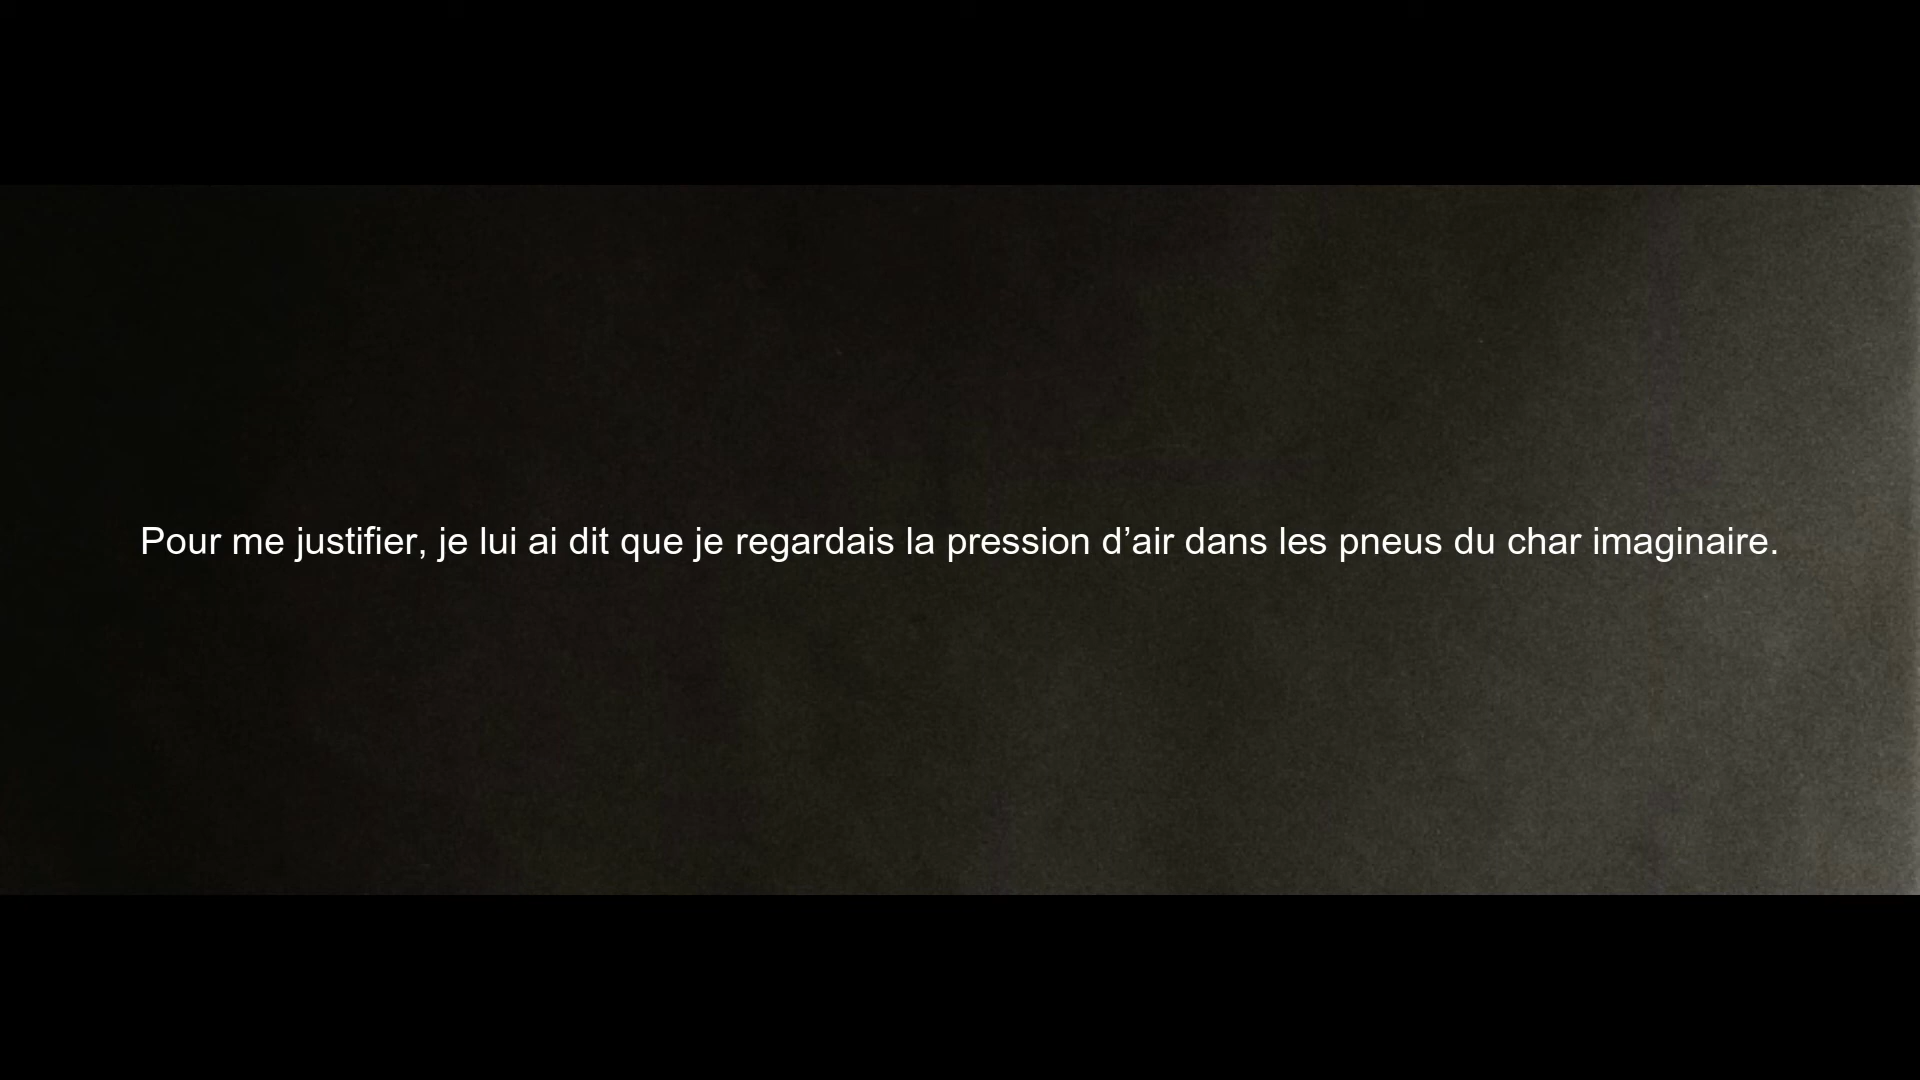 Pour me justifier, je lui ai dit que je regardais la pression d’air dans les pneus du char imaginaire.